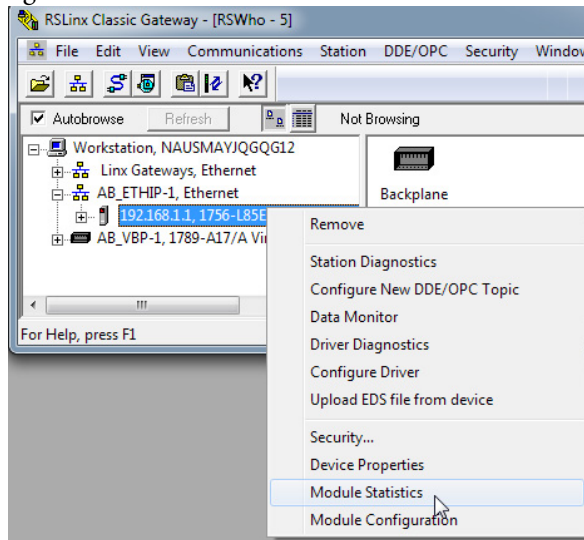 RSLinx Classic Gateway - [RSWho - 5]
File Edit View Communications Station DDE/OPC Security Window
Autobrowse Refresh Not Browsing
Workstation, NAUSMAYJQGQG12
Linx Gateways, Ethernet
AB_ETHIP-1, Ethernet
192.168.1.1, 1756-L85E
AB_VBP-1, 1789-A17/A Vi
Backplane
For Help, press F1
Remove
Station Diagnostics
Configure New DDE/OPC Topic
Data Monitor
Driver Diagnostics
Configure Driver
Upload EDS file from device
Security...
Device Properties
Module Statistics
Module Configuration